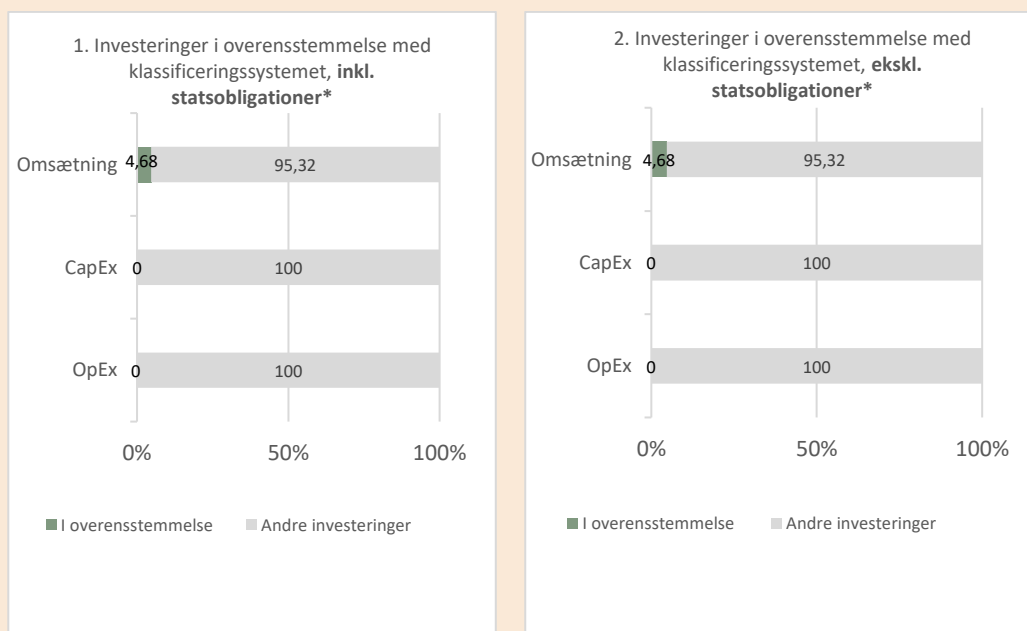 1. Investeringer i overensstemmelse med
klassificeringssystemet, inkl.
statsobligationer*
Omsætning 4,68 95,32
CapEx 0 100
OpEx 0 100
0% 50% 100%
I overensstemmelse Andre investeringer
2. Investeringer i overensstemmelse med
klassificeringssystemet, ekskl.
statsobligationer*
Omsætning 4,68 95,32
CapEx 0 100
OpEx 0 100
0% 50% 100%
I overensstemmelse Andre investeringer